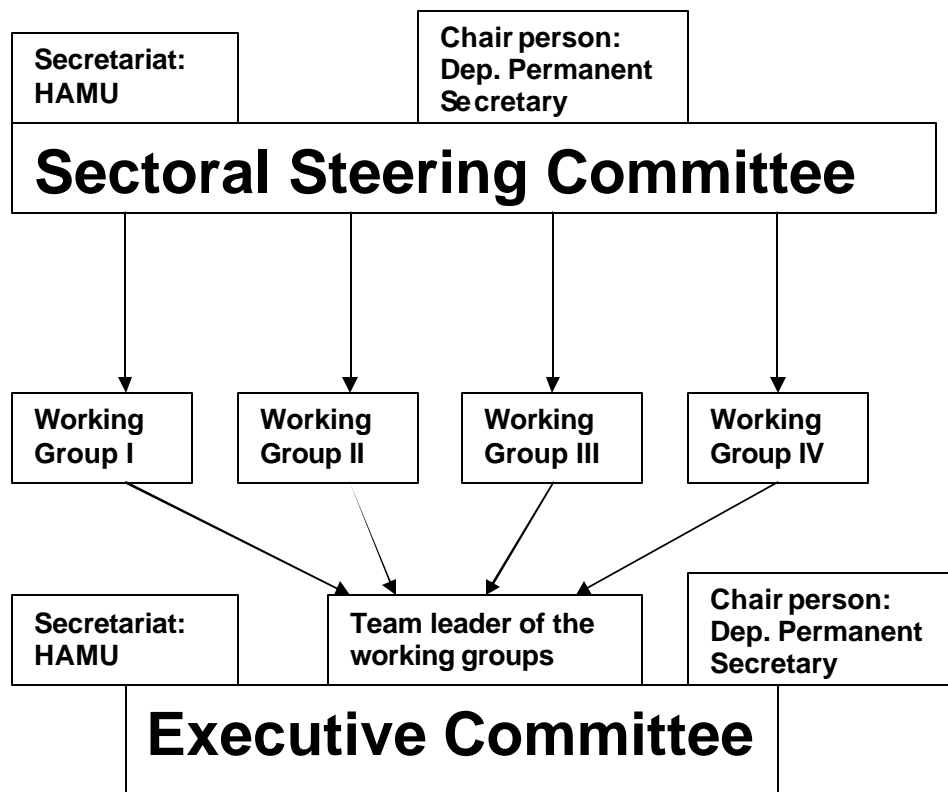 Secretariat:
HAMU
Chair person:
Dep. Permanent
Secretary
Sectoral Steering Committee
Working
Group I
Working
Group II
Working
Group III
Working
Group IV
Secretariat:
HAMU
Team leader of the
working groups
Chair person:
Dep. Permanent
Secretary
Executive Committee